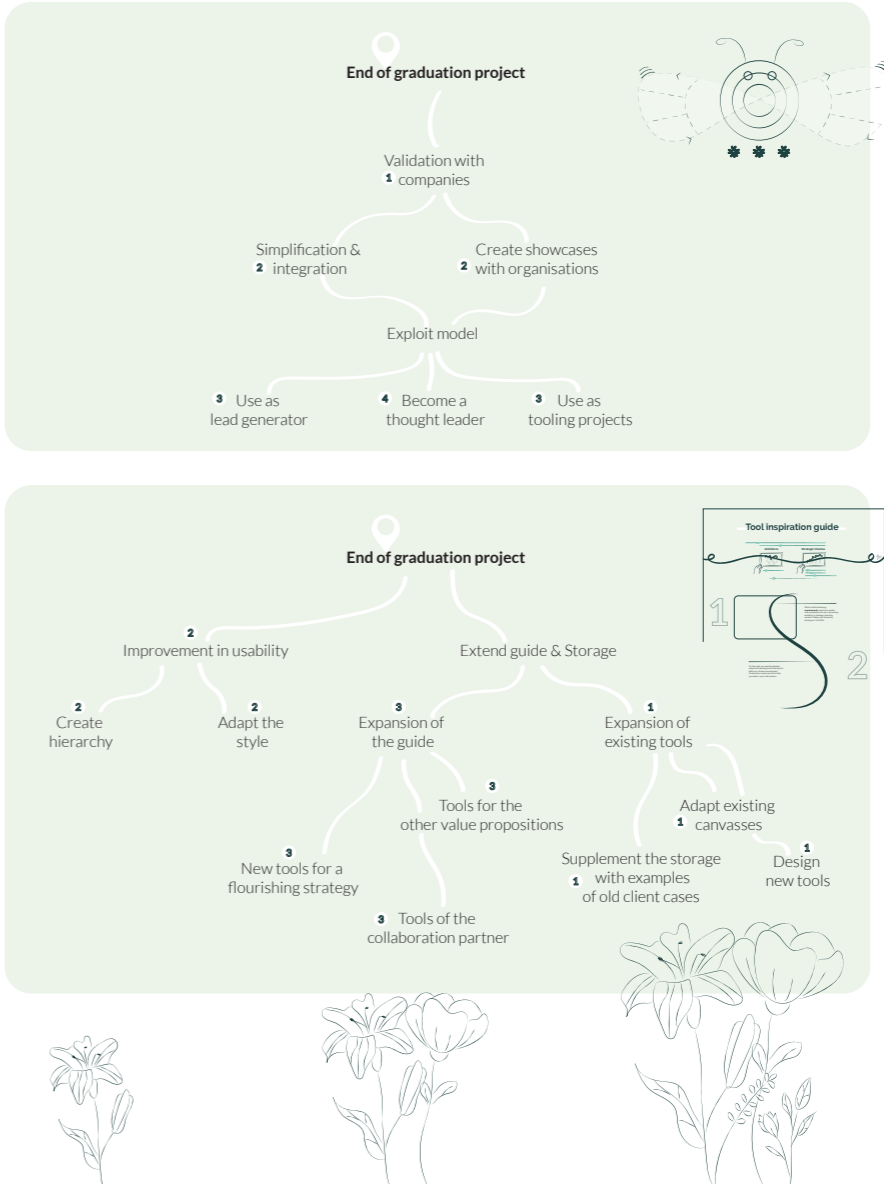 End of graduation project
Validation with
1 companies
Simplification &
2 integration
Create showcases
2 with organisations
Exploit model
3 Use as
lead generator
4 Become a
thought leader
3 Use as
tooling projects
Tool inspiration guide
1
2
End of graduation project
2
Improvement in usability
Extend guide & Storage
2
Create
hierarchy
2
Adapt the
style
3
Expansion of
the guide
1
Expansion of
existing tools
3
Tools for the
other value propositions
Adapt existing
1 canvasses
3
New tools for a
flourishing strategy
Supplement the storage
1 with examples
of old client cases
1
Design
new tools
3 Tools of the
collaboration partner